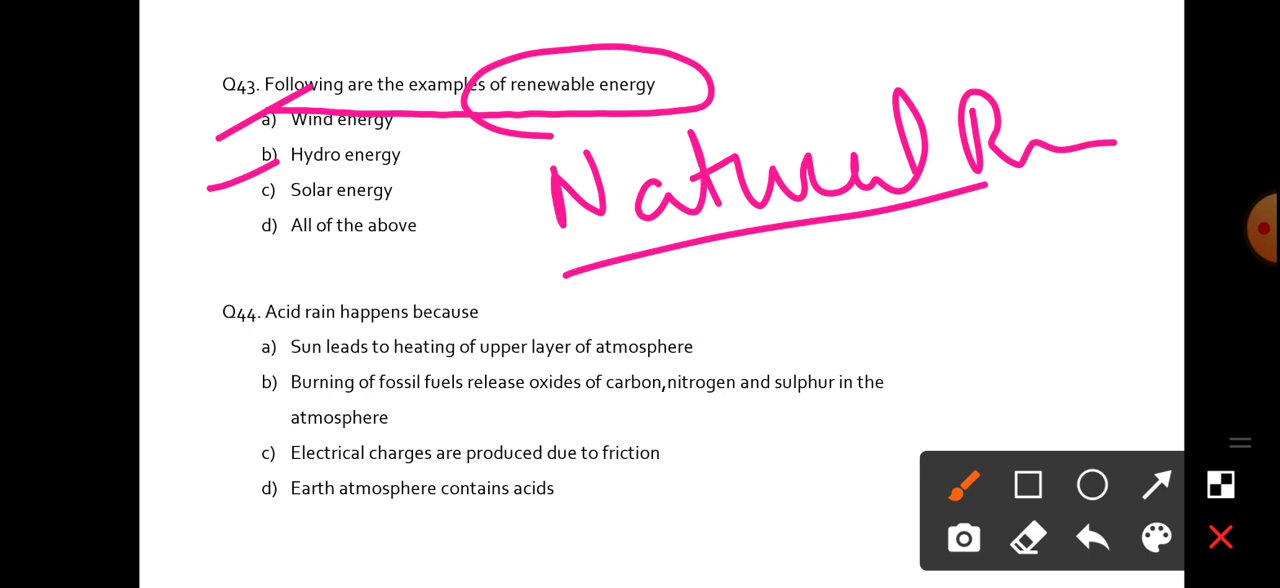 Q43. Following are the examples of renewable energy
a) Wind energy
b) Hydro energy
c) Solar energy
d) All of the above
Natural R
Q44. Acid rain happens because
a) Sun leads to heating of upper layer of atmosphere
b) Burning of fossil fuels release oxides of carbon,nitrogen and sulphur in the
atmosphere
c) Electrical charges are produced due to friction
d) Earth atmosphere contains acids